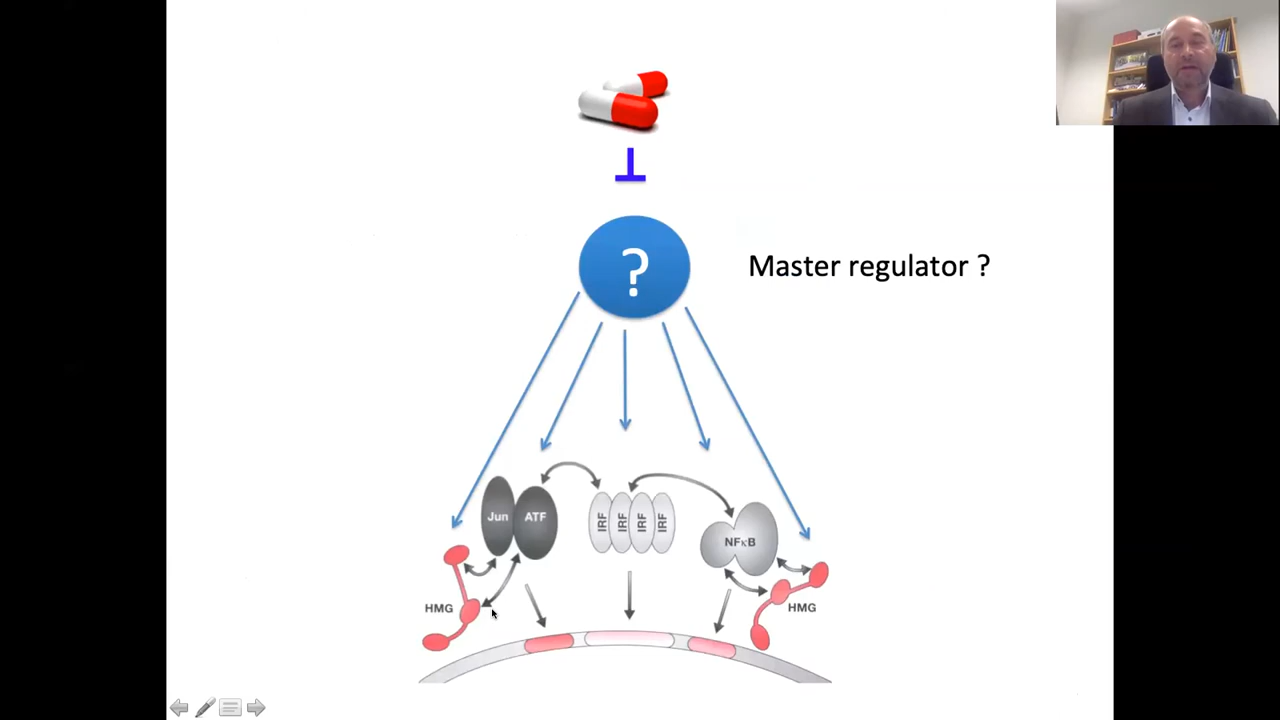 ?
Master regulator ?
Jun
ATF
IRF
IRF
IRF
IRF
NFκB
HMG
HMG